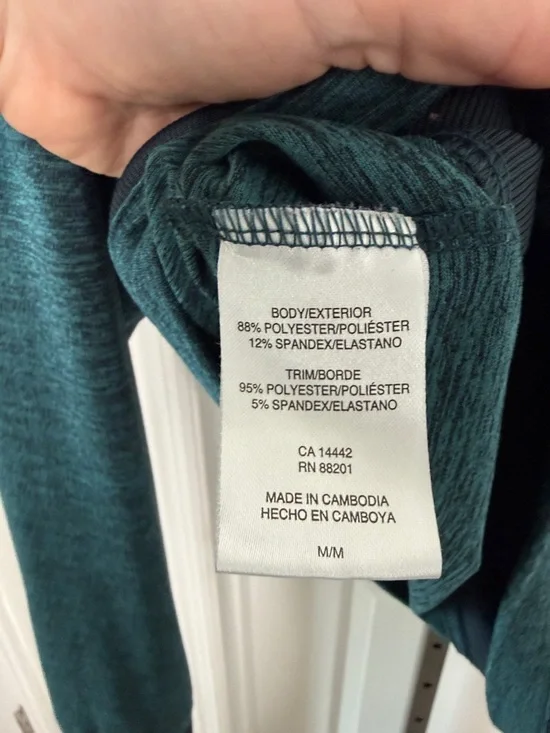 BODY/EXTERIOR
88% POLYESTER/POLIÉSTER
12% SPANDEX/ELASTANO
TRIM/BORDE
95% POLYESTER/POLIÉSTER
5% SPANDEX/ELASTANO
CA 14442
RN 88201
MADE IN CAMBODIA
HECHO EN CAMBOYA
M/M